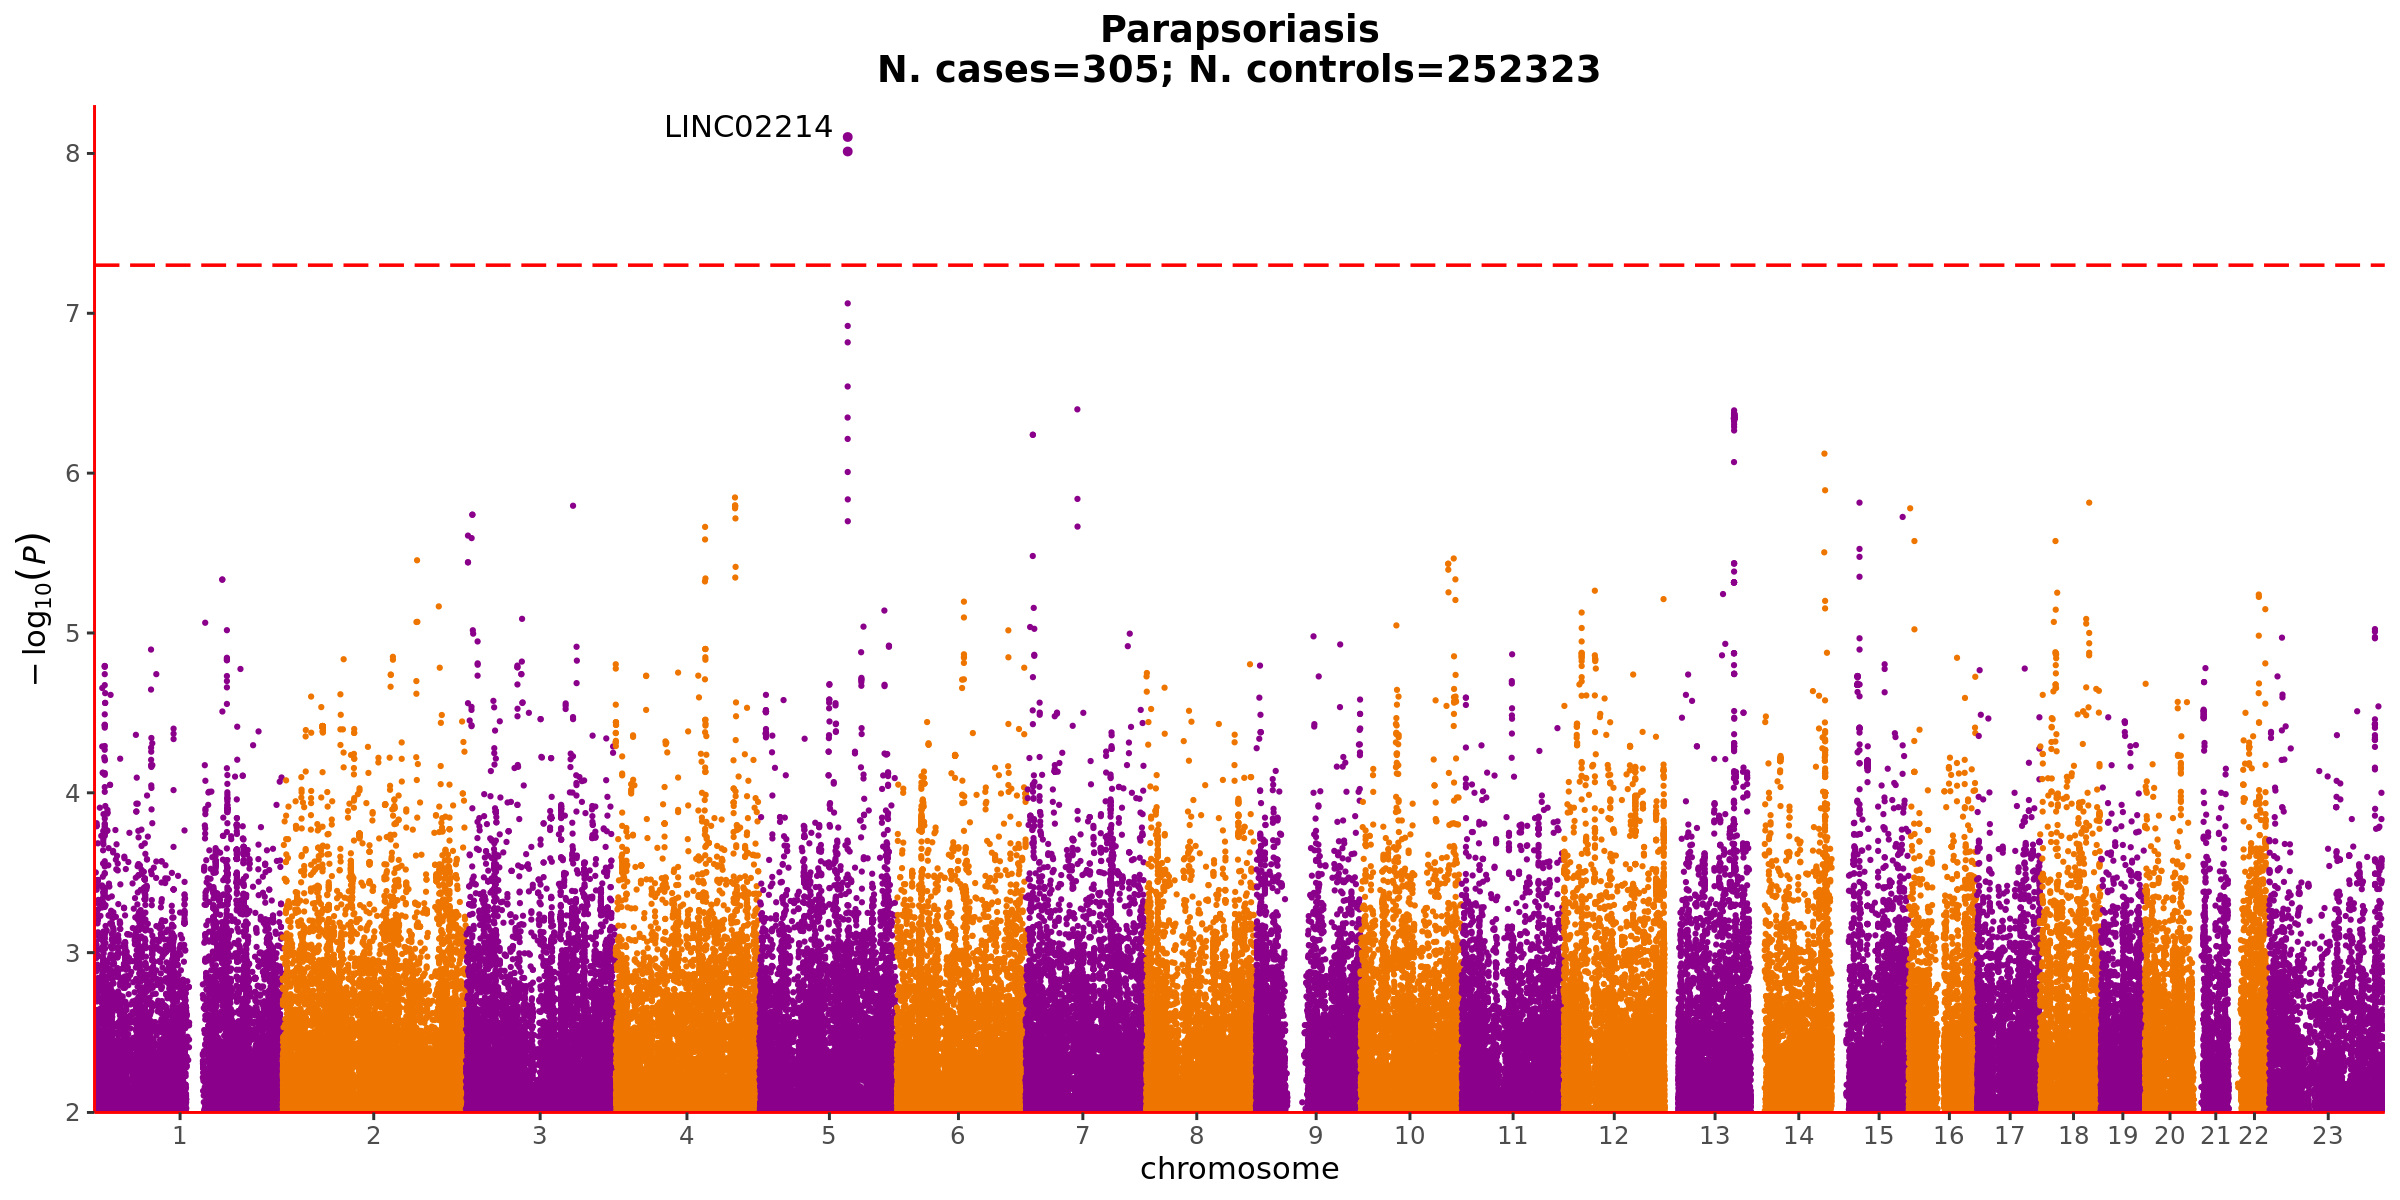 Parapsoriasis
N. cases=305; N. controls=252323
LINC02214
8
7
6
5
4
3
2
−log₁₀(P)
1 2 3 4 5 6 7 8 9 10 11 12 13 14 15 16 17 18 19 20 21 22 23
chromosome